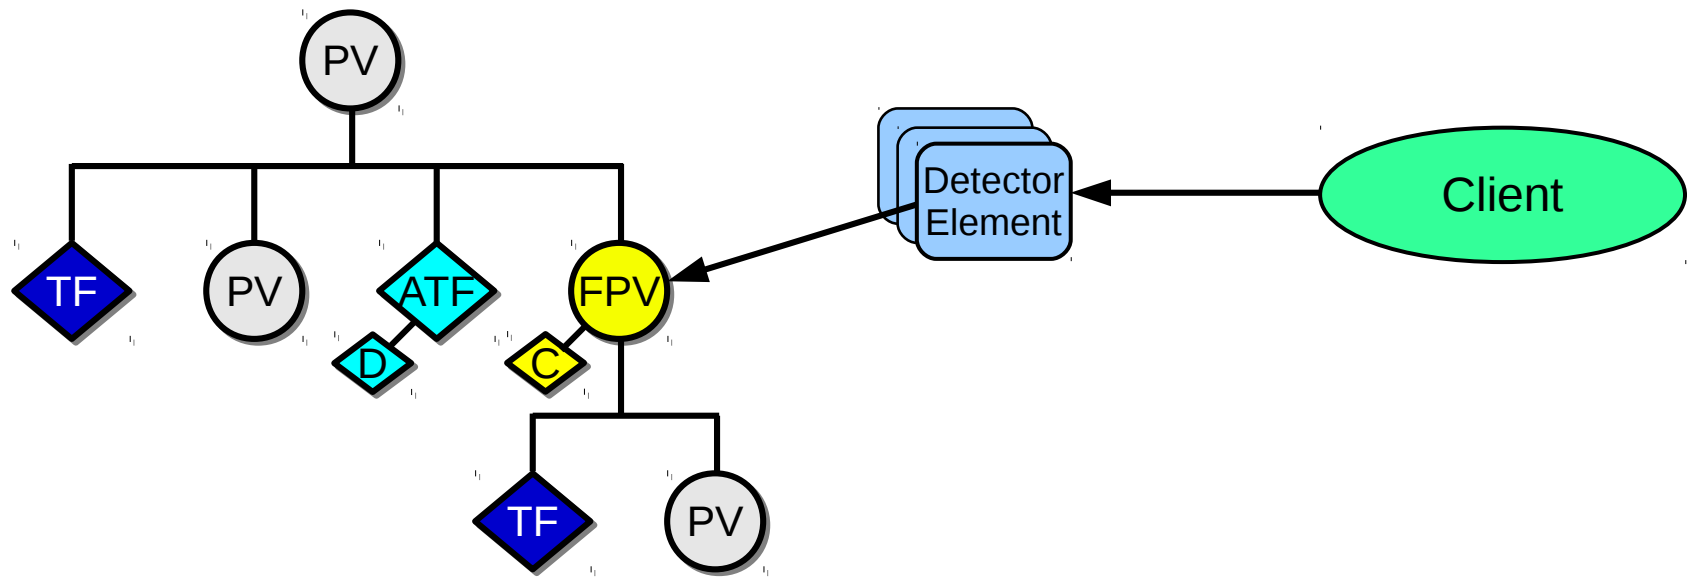 PV
Detector
Element
Client
TF
PV
ATF
FPV
D
C
TF
PV